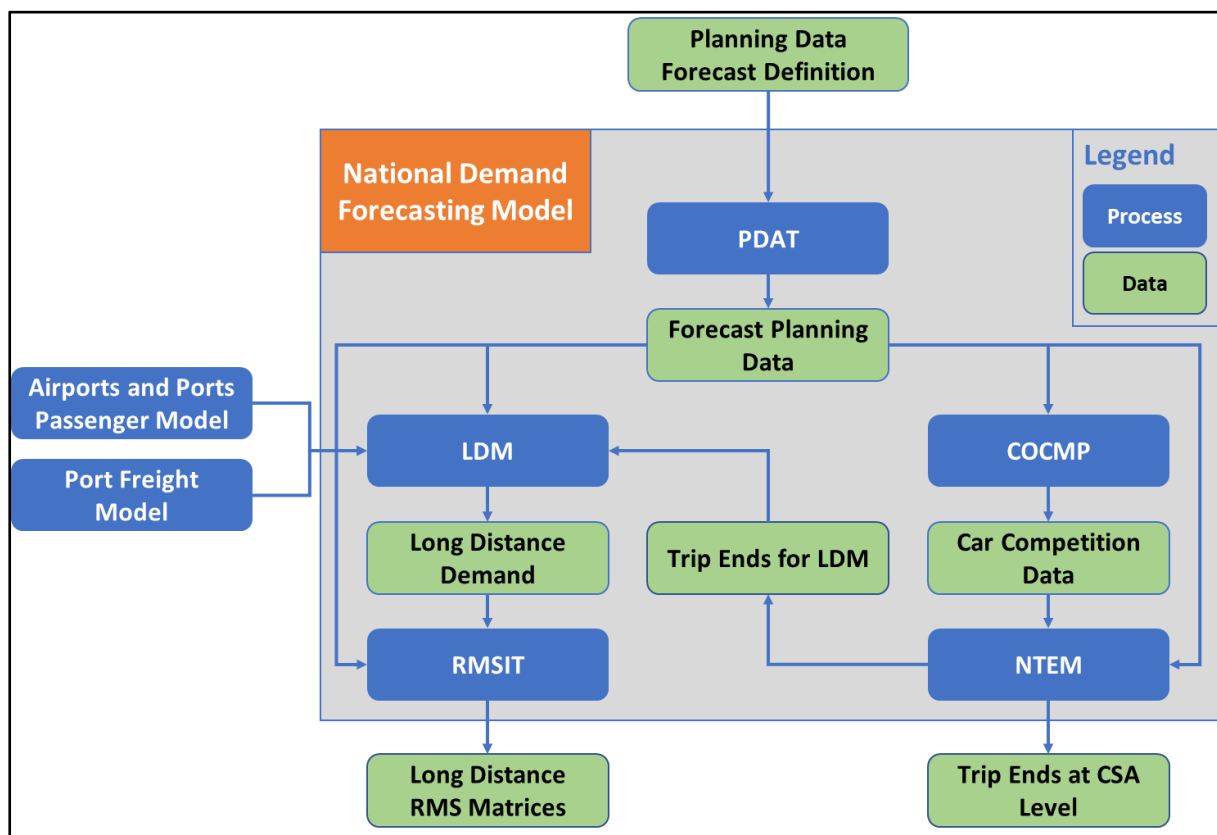 Planning Data
Forecast Definition
National Demand
Forecasting Model
Legend
Process
Data
PDAT
Forecast Planning
Data
Airports and Ports
Passenger Model
Port Freight
Model
LDM
COCMP
Long Distance
Demand
Trip Ends for LDM
Car Competition
Data
RMSIT
NTEM
Long Distance
RMS Matrices
Trip Ends at CSA
Level